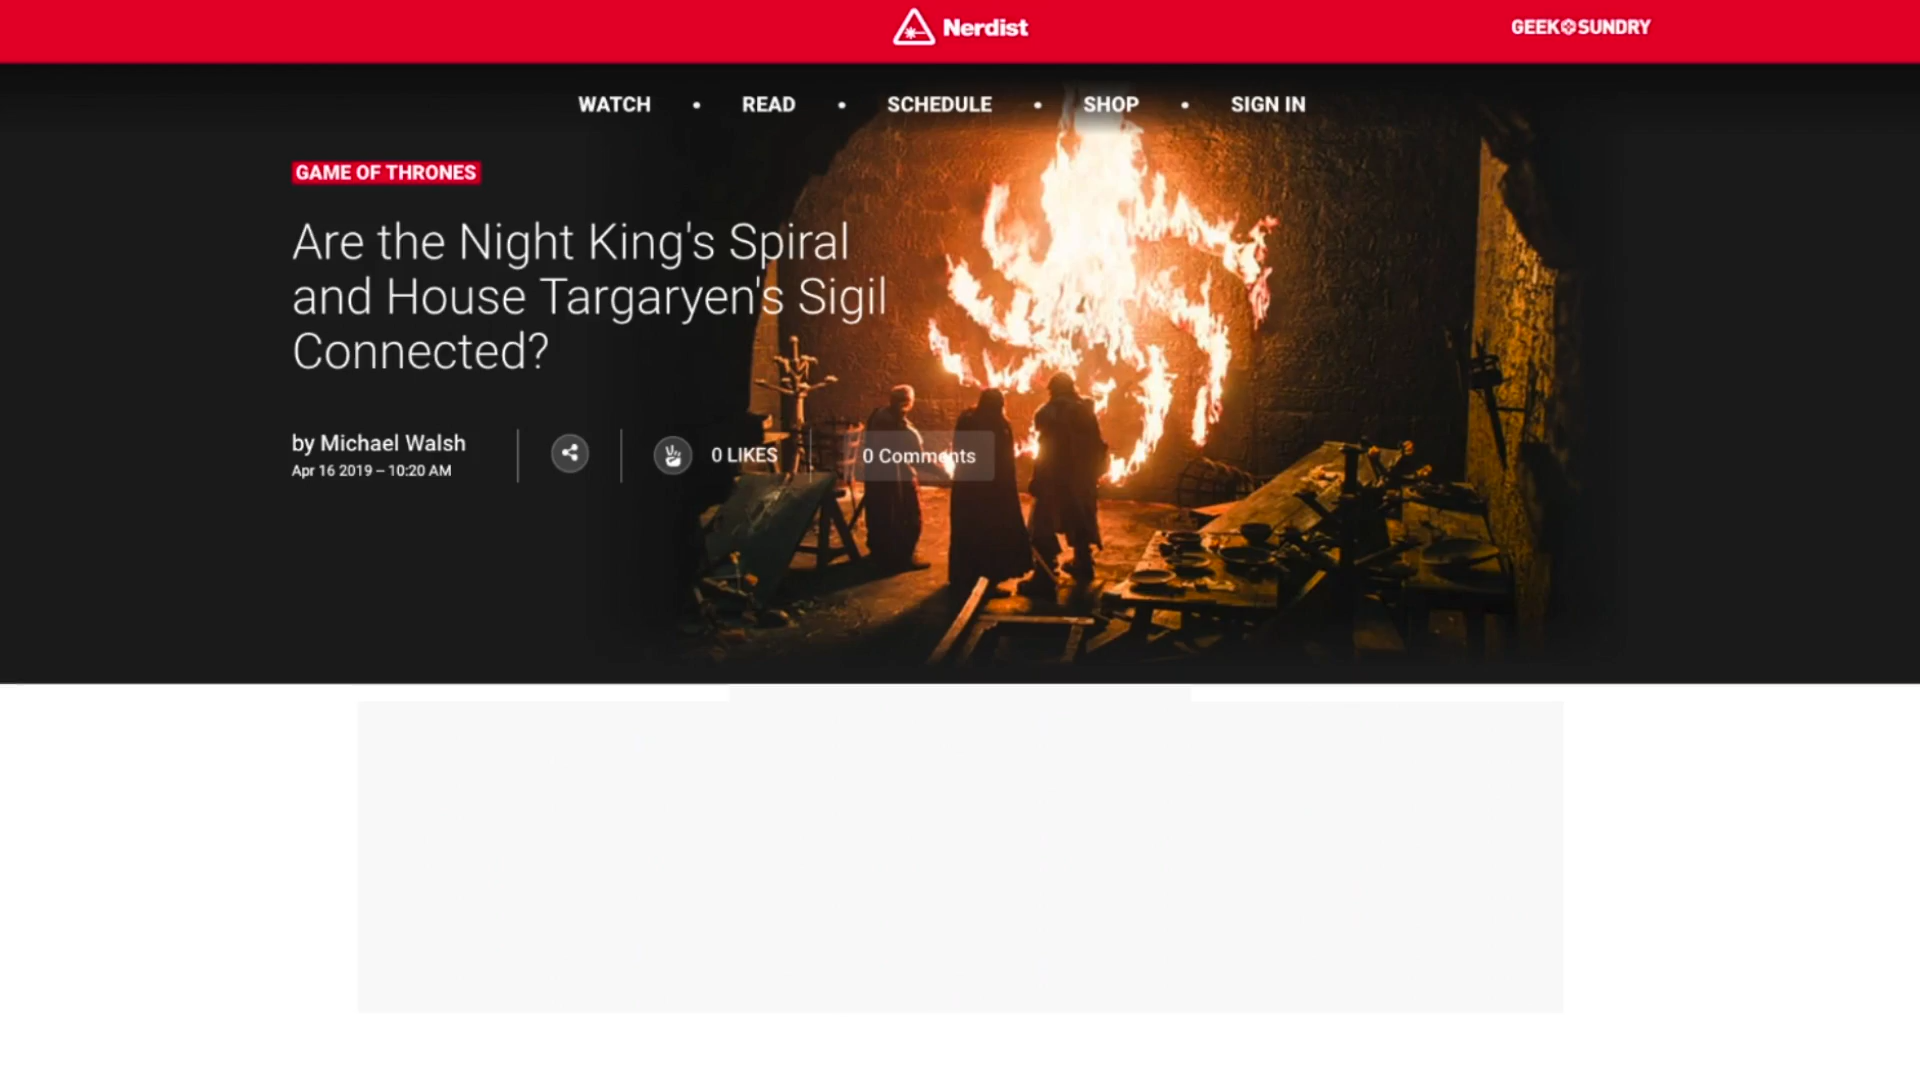 Nerdist
GEEK SUNDRY
WATCH • READ • SCHEDULE • SHOP • SIGN IN
GAME OF THRONES
Are the Night King's Spiral
and House Targaryen's Sigil
Connected?
by Michael Walsh
Apr 16 2019 – 10:20 AM
0 LIKES
0 Comments